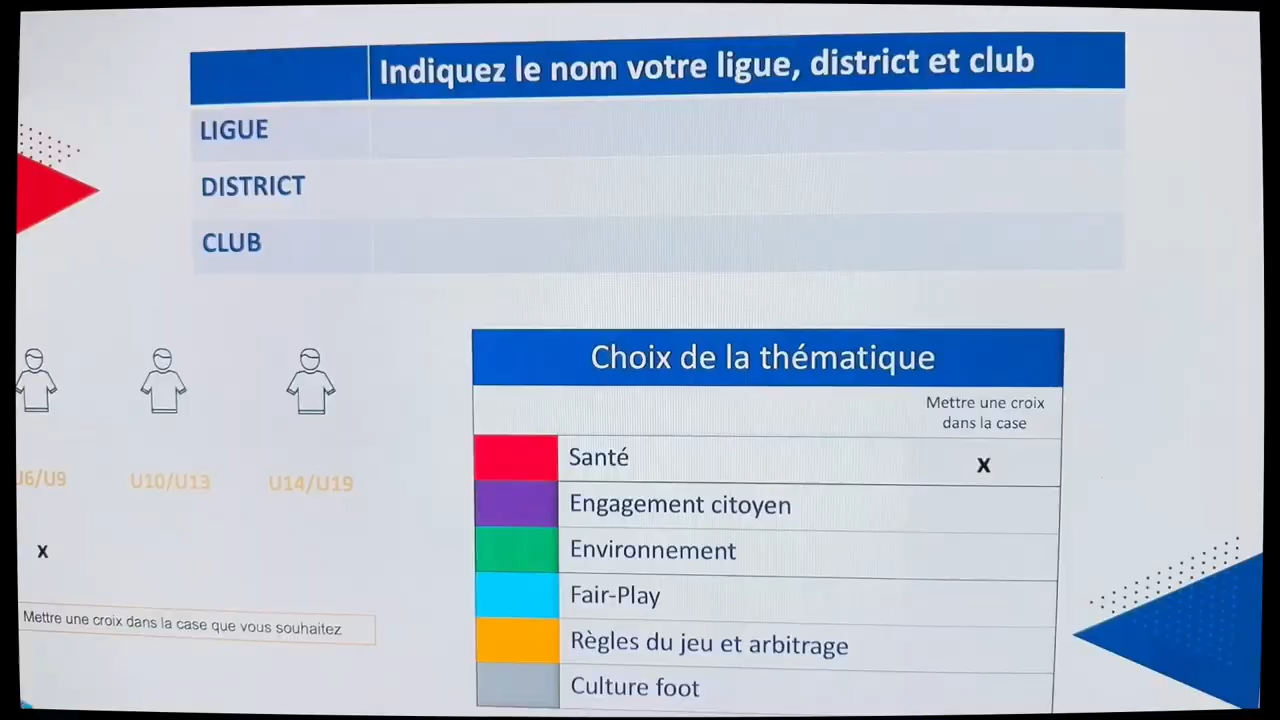 Indiquez le nom votre ligue, district et club
LIGUE
DISTRICT
CLUB
U6/U9
U10/U13
U14/U19
X
Mettre une croix dans la case que vous souhaitez
Choix de la thématique
Mettre une croix
dans la case
Santé X
Engagement citoyen
Environnement
Fair-Play
Règles du jeu et arbitrage
Culture foot